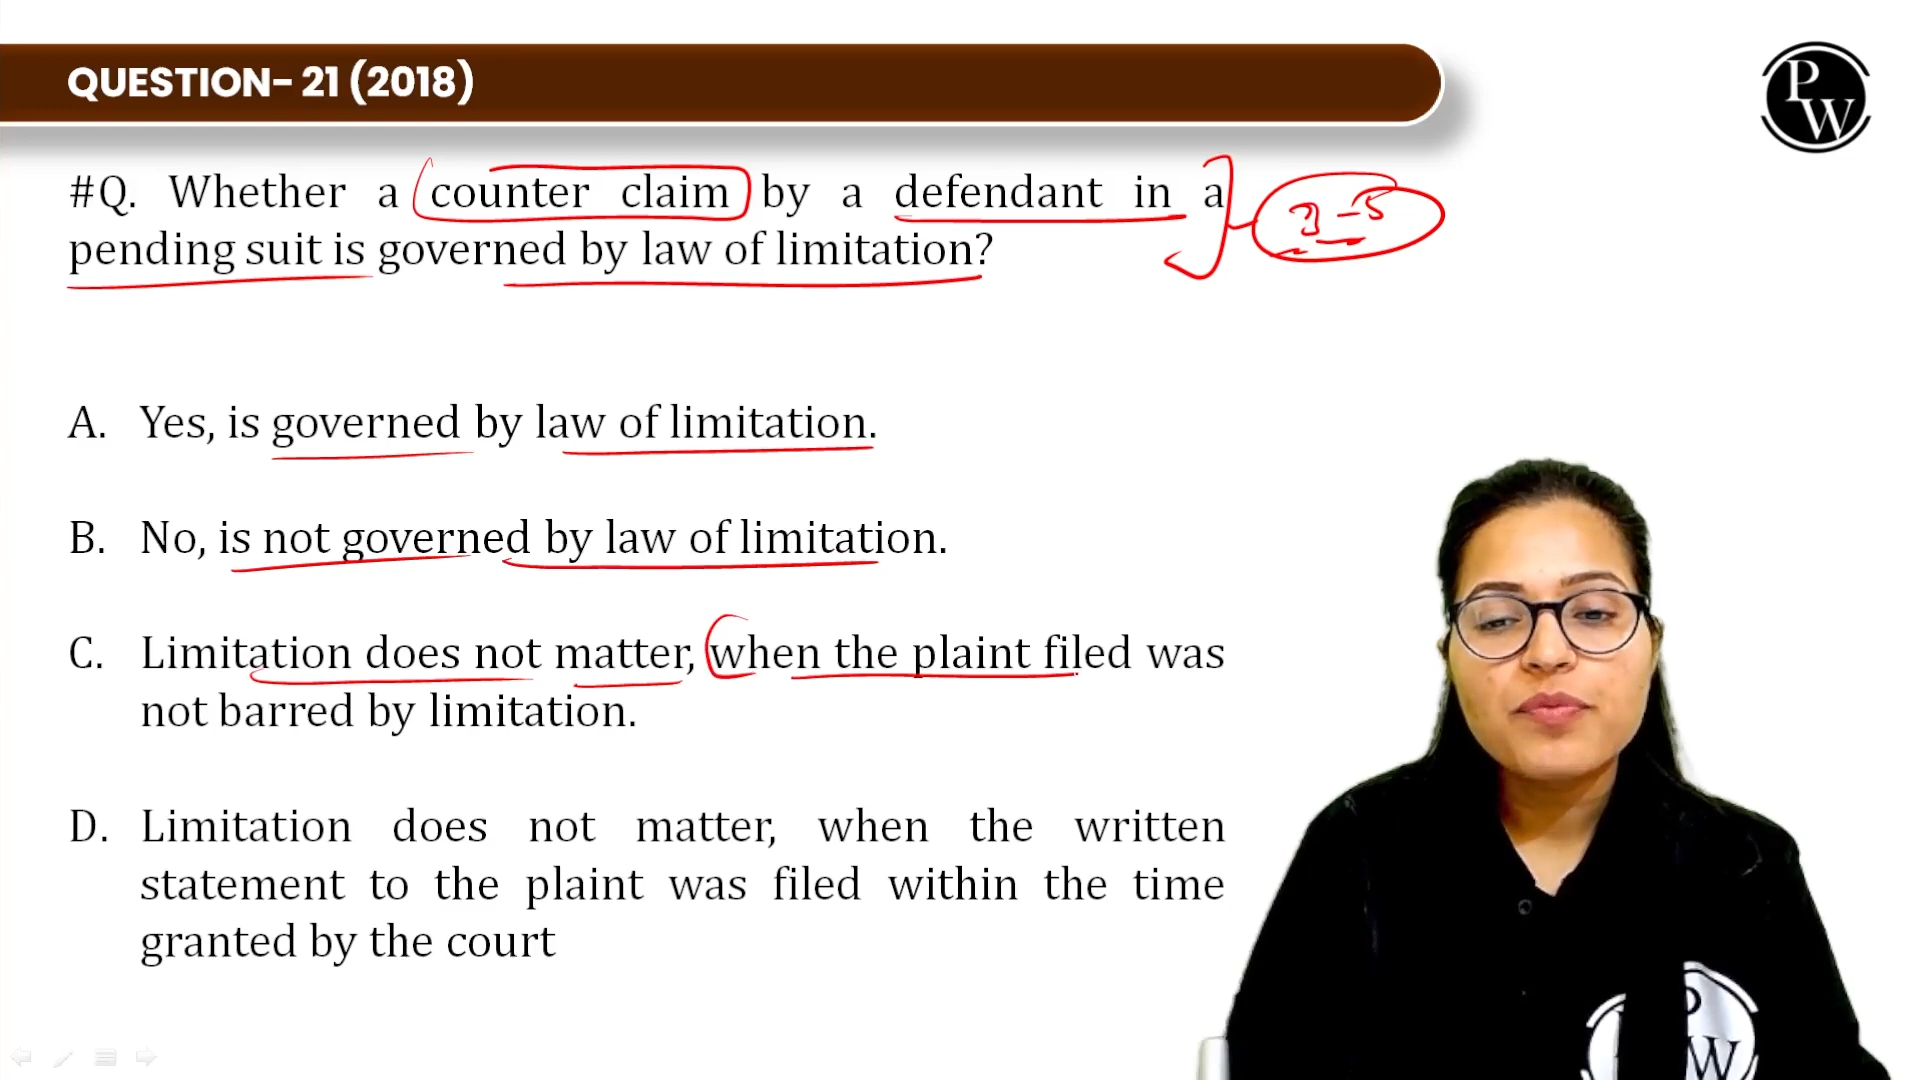 QUESTION- 21 (2018)
P
W
#Q. Whether a counter claim by a defendant in a
3-5
pending suit is governed by law of limitation?
A. Yes, is governed by law of limitation.
B. No, is not governed by law of limitation.
C. Limitation does not matter, when the plaint filed was
not barred by limitation.
D. Limitation does not matter, when the written
statement to the plaint was filed within the time
granted by the court
P
W